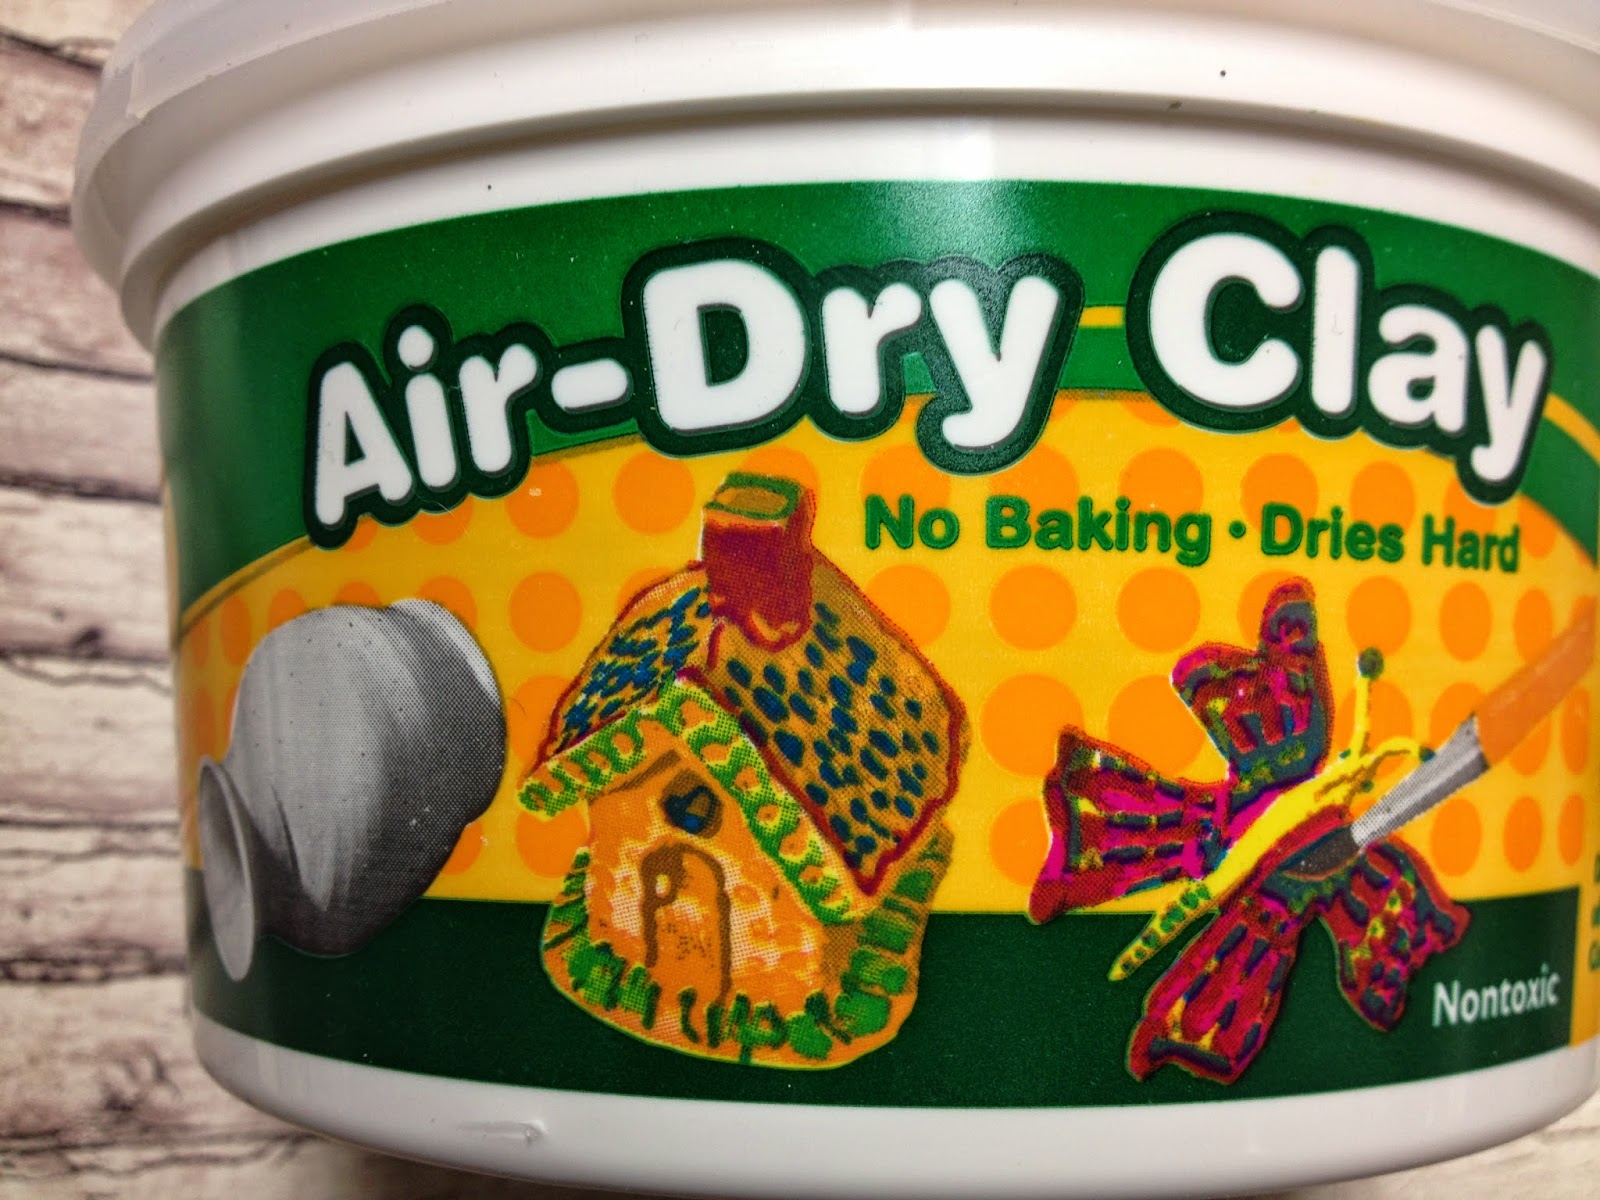 Air-Dry Clay
No Baking • Dries Hard
Nontoxic